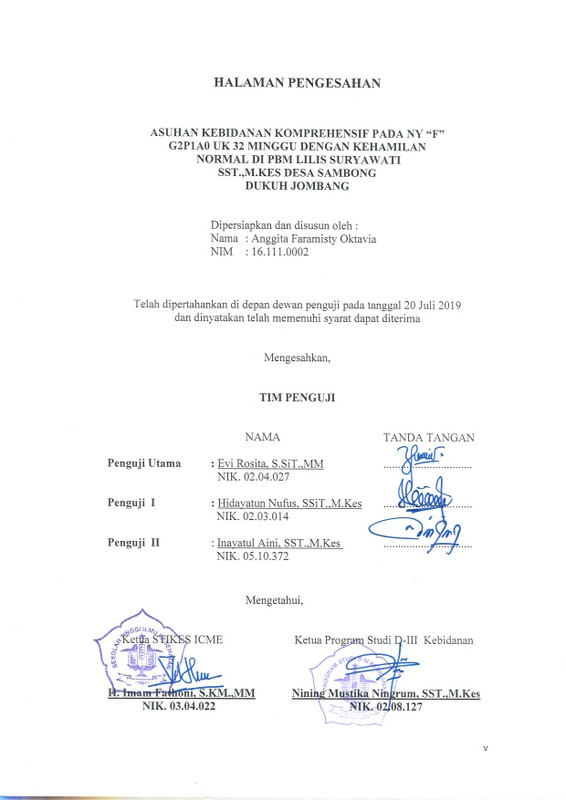 HALAMAN PENGESAHAN
ASUHAN KEBIDANAN KOMPREHENSIF PADA NY “F”
G2P1A0 UK 32 MINGGU DENGAN KEHAMILAN
NORMAL DI PBM LILIS SURYAWATI
SST.,M.KES DESA SAMBONG
DUKUH JOMBANG
Dipersiapkan dan disusun oleh :
Nama : Anggita Faramisty Oktavia
NIM : 16.111.0002
Telah dipertahankan di depan dewan penguji pada tanggal 20 Juli 2019
dan dinyatakan telah memenuhi syarat dapat diterima
Mengesahkan,
TIM PENGUJI
NAMA TANDA TANGAN
Penguji Utama : Evi Rosita, S.SiT.,MM
NIK. 02.04.027
Penguji I : Hidayatun Nufus, SSiT.,M.Kes
NIK. 02.03.014
Penguji II : Inayatul Aini, SST.,M.Kes
NIK. 05.10.372
Mengetahui,
Ketua STIKES ICME Ketua Program Studi D-III Kebidanan
H. Imam Fathoni, S.KM.,MM Nining Mustika Ningrum, SST.,M.Kes
NIK. 03.04.022 NIK. 02.08.127
v